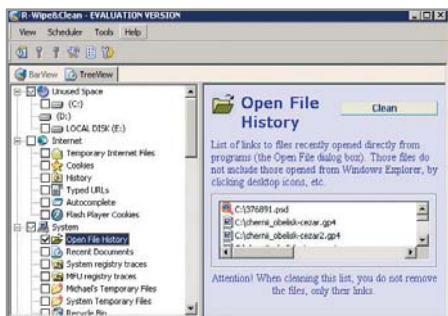 R-Wipe&Clean - EVALUATION VERSION
View Scheduler Tools Help
BarView TreeView
Unused Space
(C:)
(D:)
LOCAL DISK (E:)
Internet
Temporary Internet Files
Cookies
History
Typed URLs
Autocomplete
Flash Player Cookies
System
Open File History
Recent Documents
System registry traces
MFU registry traces
Michael's Temporary Files
System Temporary Files
Recycle Bin
Open File
History
Clean
List of links to files recently opened directly from
programs (the Open File dialog box). Those files do
not include those opened from Windows Explorer, by
clicking desktop icons, etc.
C:\376891.psd
C:\cherni_obelisk-cezar.gp4
C:\cherni_obelisk-cezar2.gp4
Attention! When cleaning this list, you do not remove
the files, only their links.